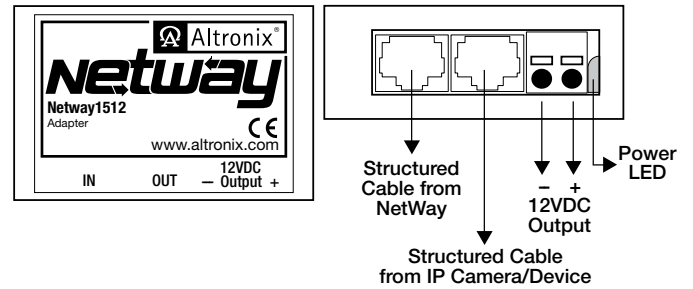 Altronix®
Netway
Netway1512
Adapter
CE
www.altronix.com
IN OUT 12VDC
– Output +
Structured
Cable from
NetWay
Structured Cable
from IP Camera/Device
– +
12VDC
Output
Power
LED